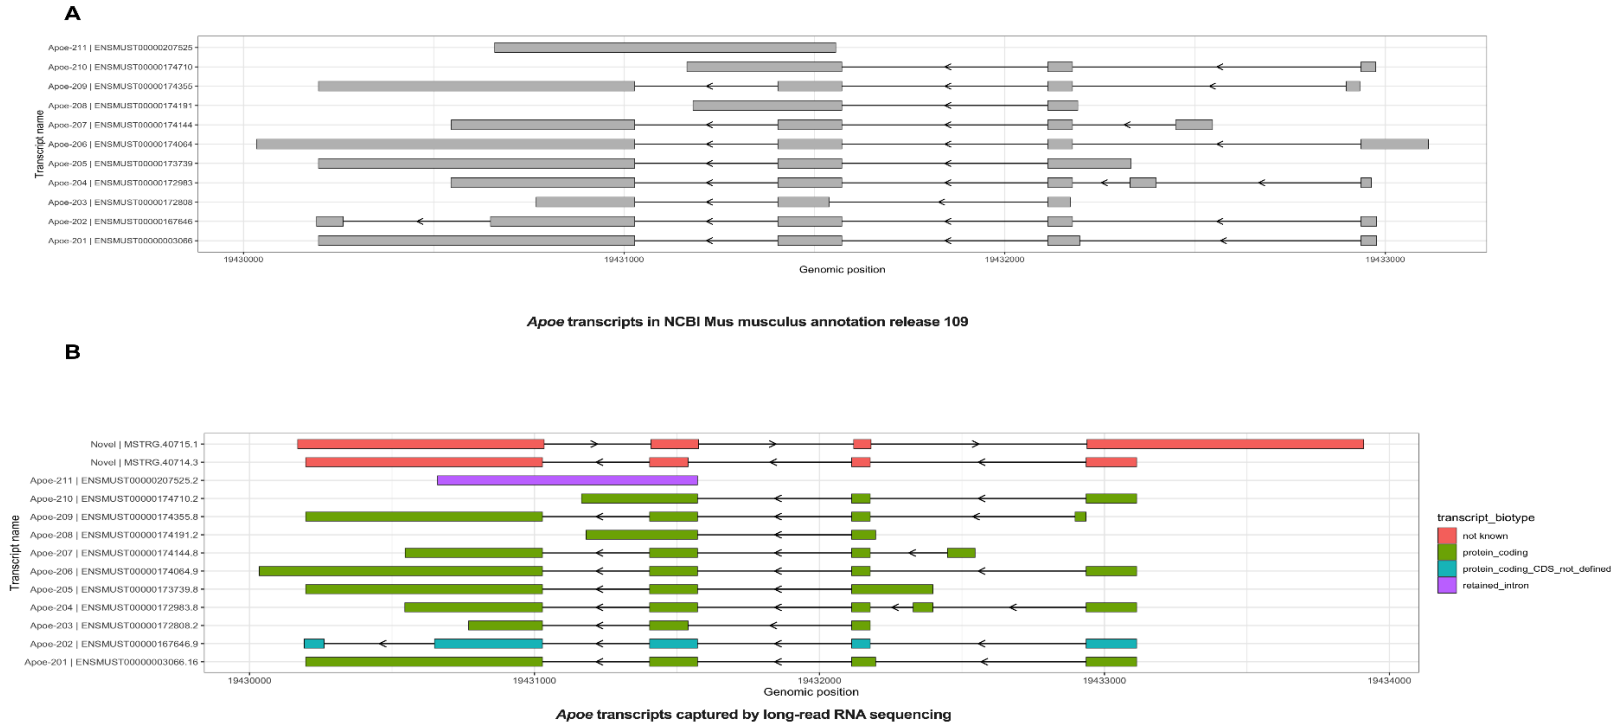 A
Apoe-211 | ENSMUST00000207525
Apoe-210 | ENSMUST00000174710
Apoe-209 | ENSMUST00000174355
Apoe-208 | ENSMUST00000174191
Apoe-207 | ENSMUST00000174144
Apoe-206 | ENSMUST00000174064
Apoe-205 | ENSMUST00000173739
Apoe-204 | ENSMUST00000172983
Apoe-203 | ENSMUST00000172808
Apoe-202 | ENSMUST00000167646
Apoe-201 | ENSMUST00000003066
Transcript name
19430000 19431000 19432000 19433000
Genomic position
Apoe transcripts in NCBI Mus musculus annotation release 109
B
Novel | MSTRG.40715.1
Novel | MSTRG.40714.3
Apoe-211 | ENSMUST00000207525.2
Apoe-210 | ENSMUST00000174710.2
Apoe-209 | ENSMUST00000174355.8
Apoe-208 | ENSMUST00000174191.2
Apoe-207 | ENSMUST00000174144.8
Apoe-206 | ENSMUST00000174064.9
Apoe-205 | ENSMUST00000173739.8
Apoe-204 | ENSMUST00000172983.8
Apoe-203 | ENSMUST00000172808.2
Apoe-202 | ENSMUST00000167646.9
Apoe-201 | ENSMUST00000003066.16
Transcript name
19430000 19431000 19432000 19433000 19434000
Genomic position
transcript_biotype
not known
protein_coding
protein_coding_CDS_not_defined
retained_intron
Apoe transcripts captured by long-read RNA sequencing